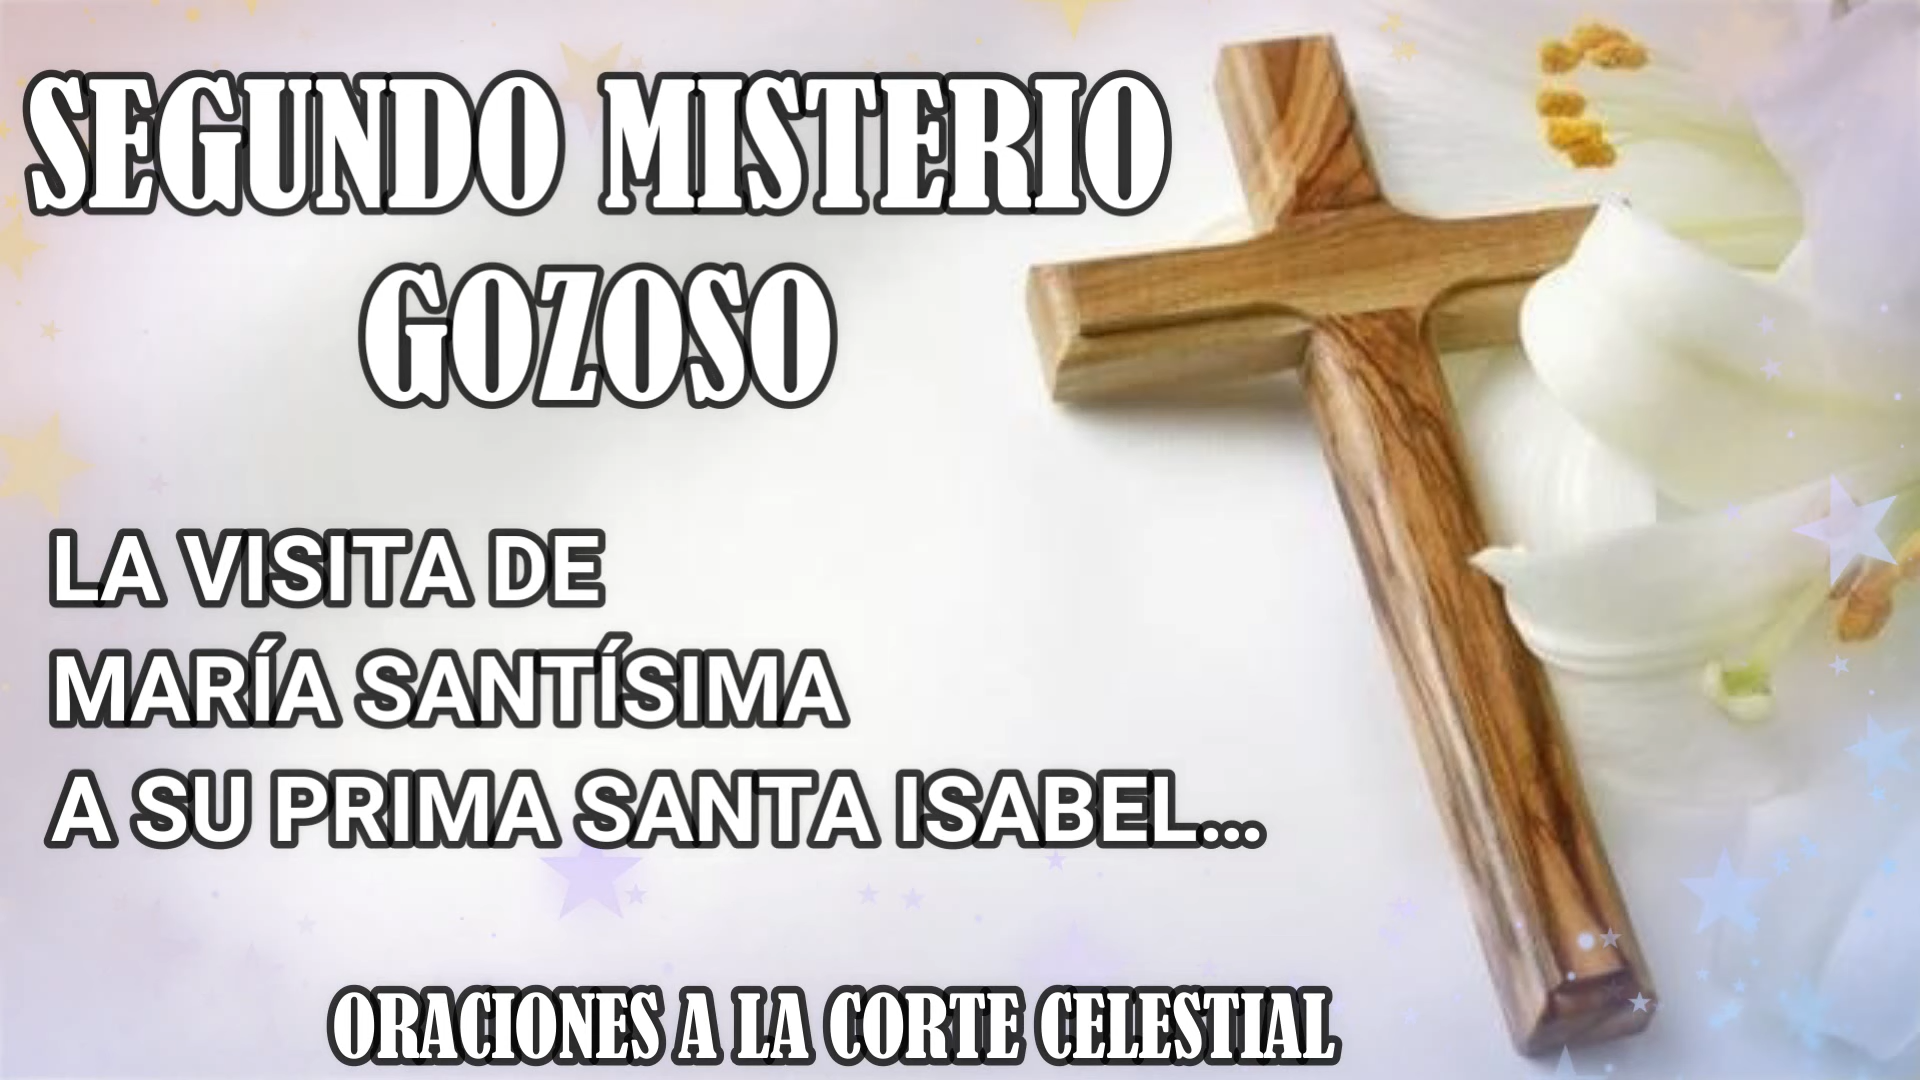 SEGUNDO MISTERIO
GOZOSO
LA VISITA DE
MARÍA SANTÍSIMA
A SU PRIMA SANTA ISABEL...
ORACIONES A LA CORTE CELESTIAL